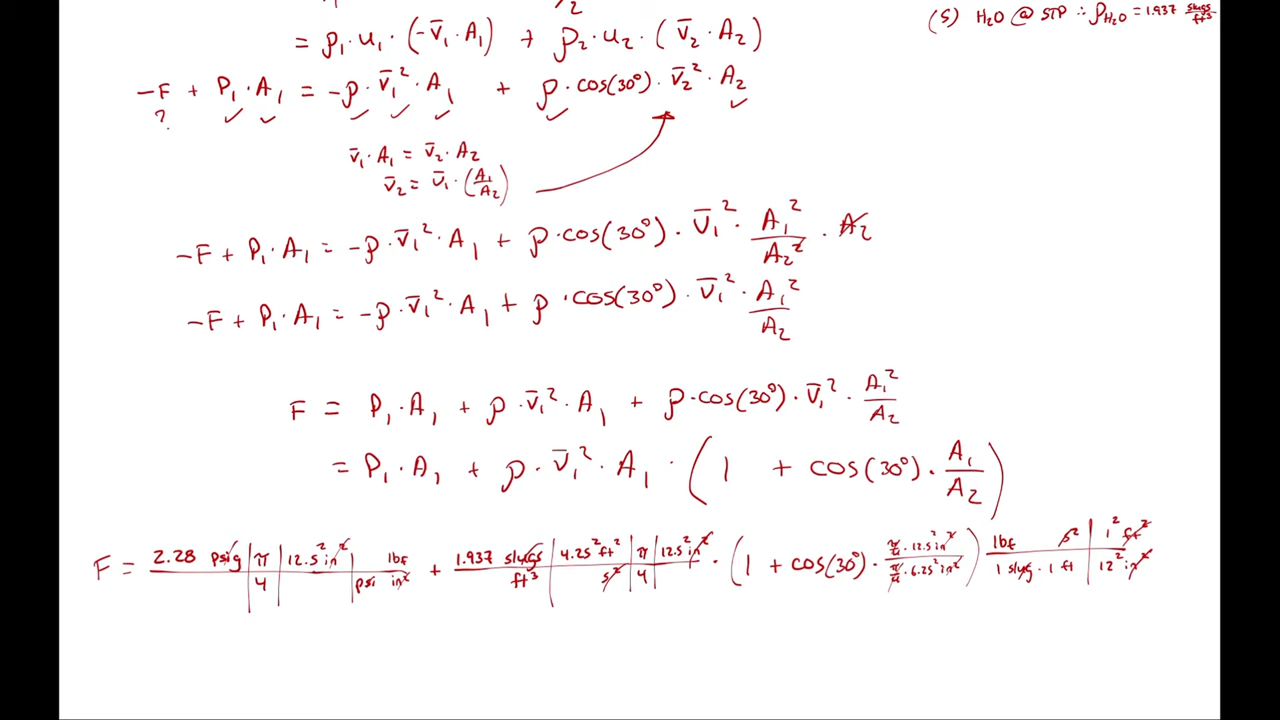 (5) H₂O @ STP ∴ ρ_H₂O = 1.937 slugs/ft³
= ρ₁ · u₁ · (-v̄₁ · A₁) + ρ₂ · u₂ · (v̄₂ · A₂)
-F + P₁ · A₁ = -ρ · v̄₁² · A₁ + ρ · cos(30°) · v̄₂² · A₂
? ✓ ✓ ✓ ✓ ✓ ✓ ✓
v̄₁ · A₁ = v̄₂ · A₂
v̄₂ = v̄₁ · (A₁/A₂)
-F + P₁ · A₁ = -ρ · v̄₁² · A₁ + ρ · cos(30°) · v̄₁² · A₁²/A₂² · A₂
-F + P₁ · A₁ = -ρ · v̄₁² · A₁ + ρ · cos(30°) · v̄₁² · A₁²/A₂
F = P₁ · A₁ + ρ · v̄₁² · A₁ + ρ · cos(30°) · v̄₁² · A₁²/A₂
= P₁ · A₁ + ρ · v̄₁² · A₁ · (1 + cos(30°) · A₁/A₂)
F = 2.28 psig | π/4 | 12.5² in² | lbf/psi in² + 1.937 slugs/ft³ | 4.25² ft²/s² | π/4 | 12.5² in² · (1 + cos(30°) · π/4 · 12.5² in²/π/4 · 6.25² in²) lbf s²/1 slug · 1 ft | 1² ft²/12² in²